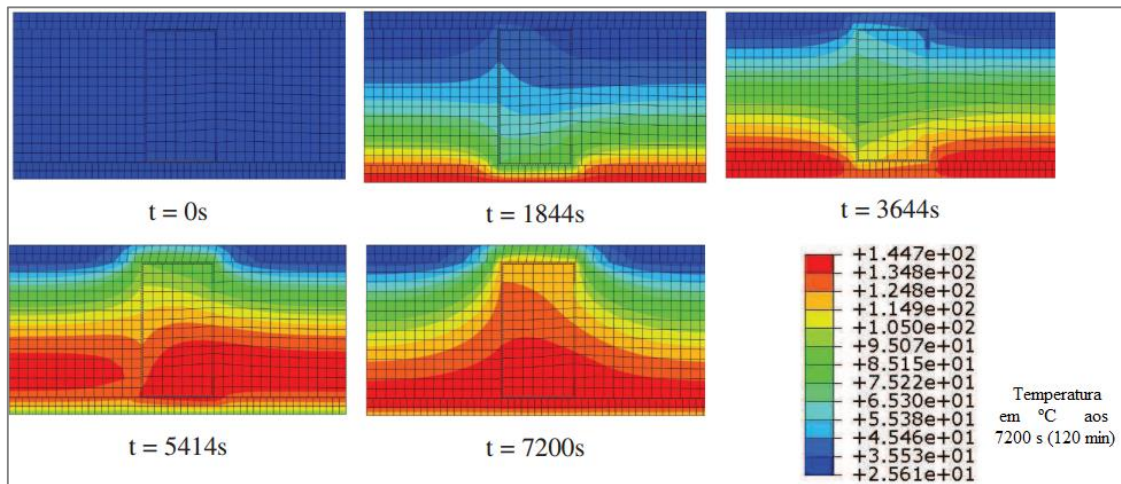 t = 0s
t = 1844s
t = 3644s
t = 5414s
t = 7200s
+1.447e+02
+1.348e+02
+1.248e+02
+1.149e+02
+1.050e+02
+9.507e+01
+8.515e+01
+7.522e+01
+6.530e+01
+5.538e+01
+4.546e+01
+3.553e+01
+2.561e+01
Temperatura
em ºC aos
7200 s (120 min)